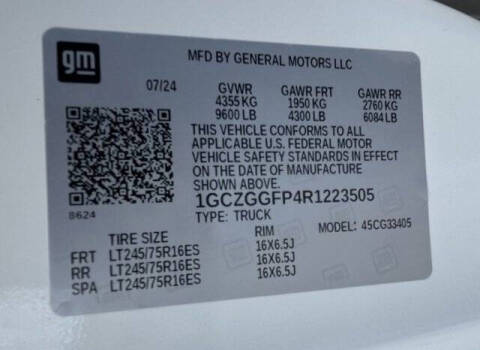 gm
MFD BY GENERAL MOTORS LLC
07/24
GVWR GAWR FRT GAWR RR
4355 KG 1950 KG 2760 KG
9600 LB 4300 LB 6084 LB
THIS VEHICLE CONFORMS TO ALL
APPLICABLE U.S. FEDERAL MOTOR
VEHICLE SAFETY STANDARDS IN EFFECT
ON THE DATE OF MANUFACTURE
8624
1GCZGGFP4R1223505
TYPE: TRUCK MODEL: 45CG33405
TIRE SIZE RIM
FRT LT245/75R16ES 16X6.5J
RR LT245/75R16ES 16X6.5J
SPA LT245/75R16ES 16X6.5J